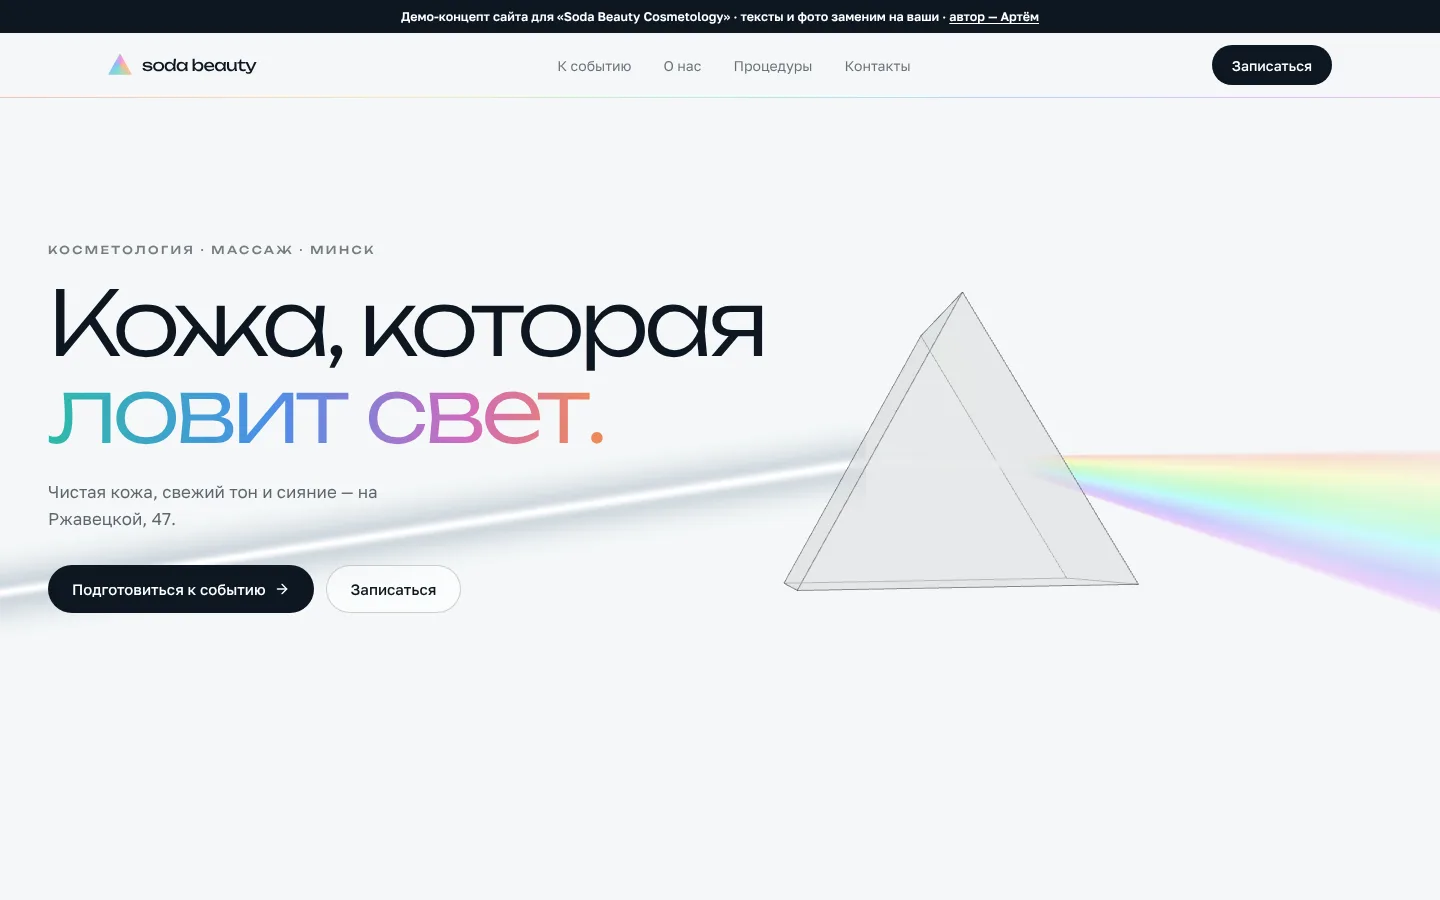 Демо-концепт сайта для «Soda Beauty Cosmetology» · тексты и фото заменим на ваши · автор — Артём
soda beauty
К событию
О нас
Процедуры
Контакты
Записаться
КОСМЕТОЛОГИЯ · МАССАЖ · МИНСК
Кожа, которая
ловит свет.
Чистая кожа, свежий тон и сияние — на
Ржавецкой, 47.
Подготовиться к событию →
Записаться